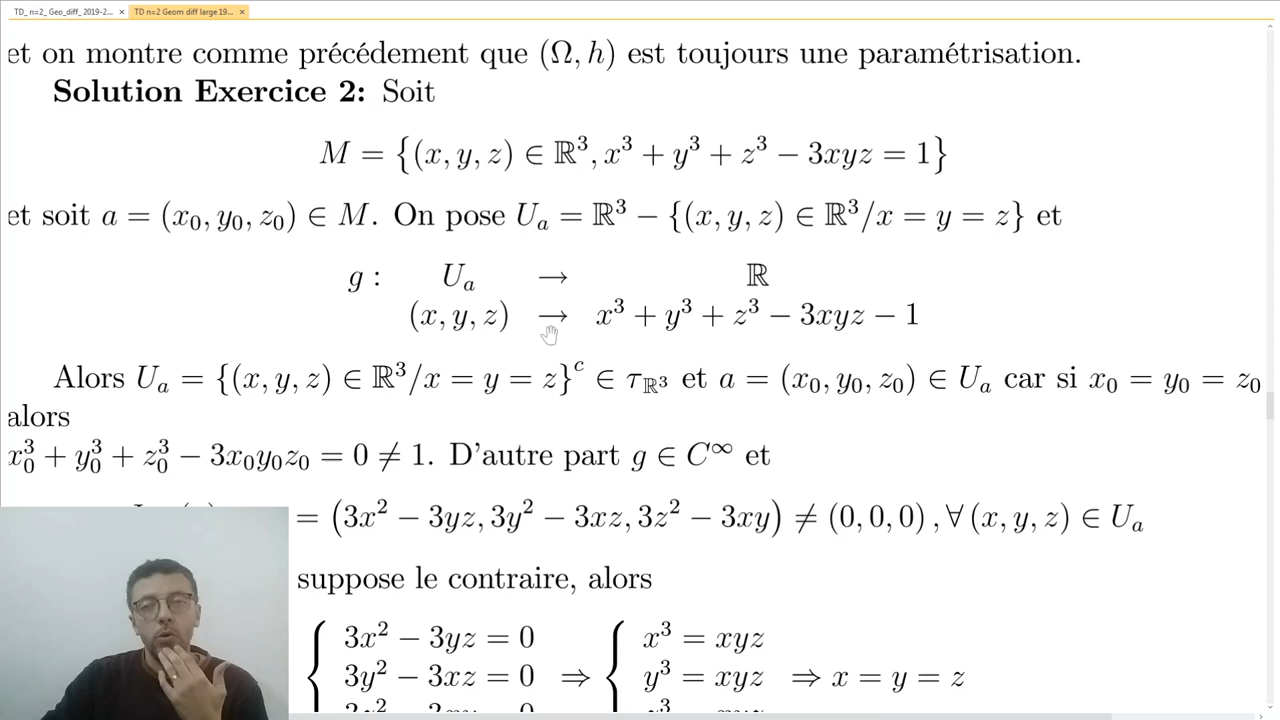 TD_ n=2_ Geo_diff_ 2019-2... × TD n=2 Geom diff large 19... ×
et on montre comme précédement que (Ω, h) est toujours une paramétrisation.
Solution Exercice 2: Soit
M = {(x, y, z) ∈ ℝ³, x³ + y³ + z³ − 3xyz = 1}
et soit a = (x₀, y₀, z₀) ∈ M. On pose Uₐ = ℝ³ − {(x, y, z) ∈ ℝ³/x = y = z} et
g : Uₐ → ℝ
(x, y, z) → x³ + y³ + z³ − 3xyz − 1
Alors Uₐ = {(x, y, z) ∈ ℝ³/x = y = z}ᶜ ∈ τ_ℝ³ et a = (x₀, y₀, z₀) ∈ Uₐ car si x₀ = y₀ = z₀
alors
x₀³ + y₀³ + z₀³ − 3x₀y₀z₀ = 0 ≠ 1. D'autre part g ∈ C^∞ et
= (3x² − 3yz, 3y² − 3xz, 3z² − 3xy) ≠ (0, 0, 0) , ∀ (x, y, z) ∈ Uₐ
suppose le contraire, alors
{ 3x² − 3yz = 0 { x³ = xyz
3y² − 3xz = 0 ⇒ y³ = xyz ⇒ x = y = z